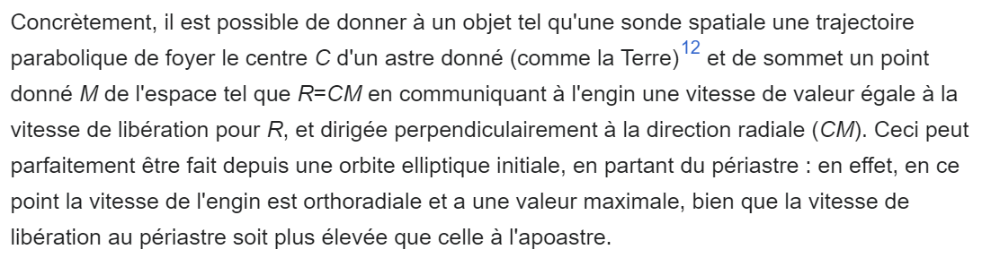 Concrètement, il est possible de donner à un objet tel qu'une sonde spatiale une trajectoire
parabolique de foyer le centre C d'un astre donné (comme la Terre)12 et de sommet un point
donné M de l'espace tel que R=CM en communiquant à l'engin une vitesse de valeur égale à la
vitesse de libération pour R, et dirigée perpendiculairement à la direction radiale (CM). Ceci peut
parfaitement être fait depuis une orbite elliptique initiale, en partant du périastre : en effet, en ce
point la vitesse de l'engin est orthoradiale et a une valeur maximale, bien que la vitesse de
libération au périastre soit plus élevée que celle à l'apoastre.